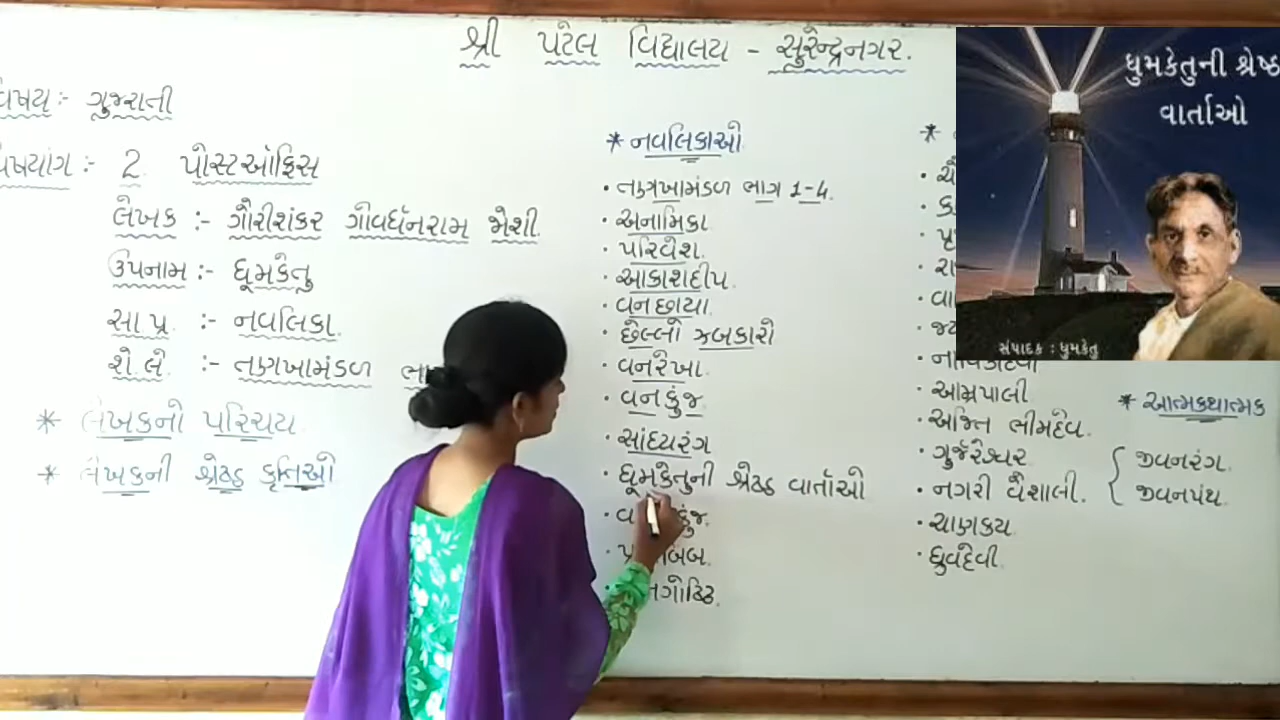 શ્રી પટેલ વિદ્યાલય - સુરેન્દ્રનગર.
વિષય :- ગુજરાતી
વિષયાંગ :- 2. પોસ્ટઑફિસ
લેખક :- ગૌરીશંકર ગોવર્ધનરામ જોશી.
ઉપનામ :- ધૂમકેતુ
સા પ્ર. :- નવલિકા.
શે લે. :- તણખામંડળ
* લેખકનો પરિચય.
* લેખકની શ્રેષ્ઠ કૃતિઓ
* નવલિકાઓ
· તણખામંડળ ભાગ 1-4.
· અનામિકા
· પરિવેશ.
· આકાશદીપ.
· વનછાયા.
· છેલ્લો ઝબકારો
· વનરેખા.
· વનકુંજ
· સાંધ્યરંગ
· ધૂમકેતુની શ્રેષ્ઠ વાર્તાઓ
· આમ્રપાલી
· અજિત ભીમદેવ.
· ગુર્જરેશ્વર
· નગરી વૈશાલી.
· ચાણક્ય
· ધ્રુવદેવી.
* આત્મકથાત્મક
જીવનરંગ.
જીવનપંથ.
ધુમકેતુની શ્રેષ્ઠ
વાર્તાઓ
સંપાદક : ધુમકેતુ